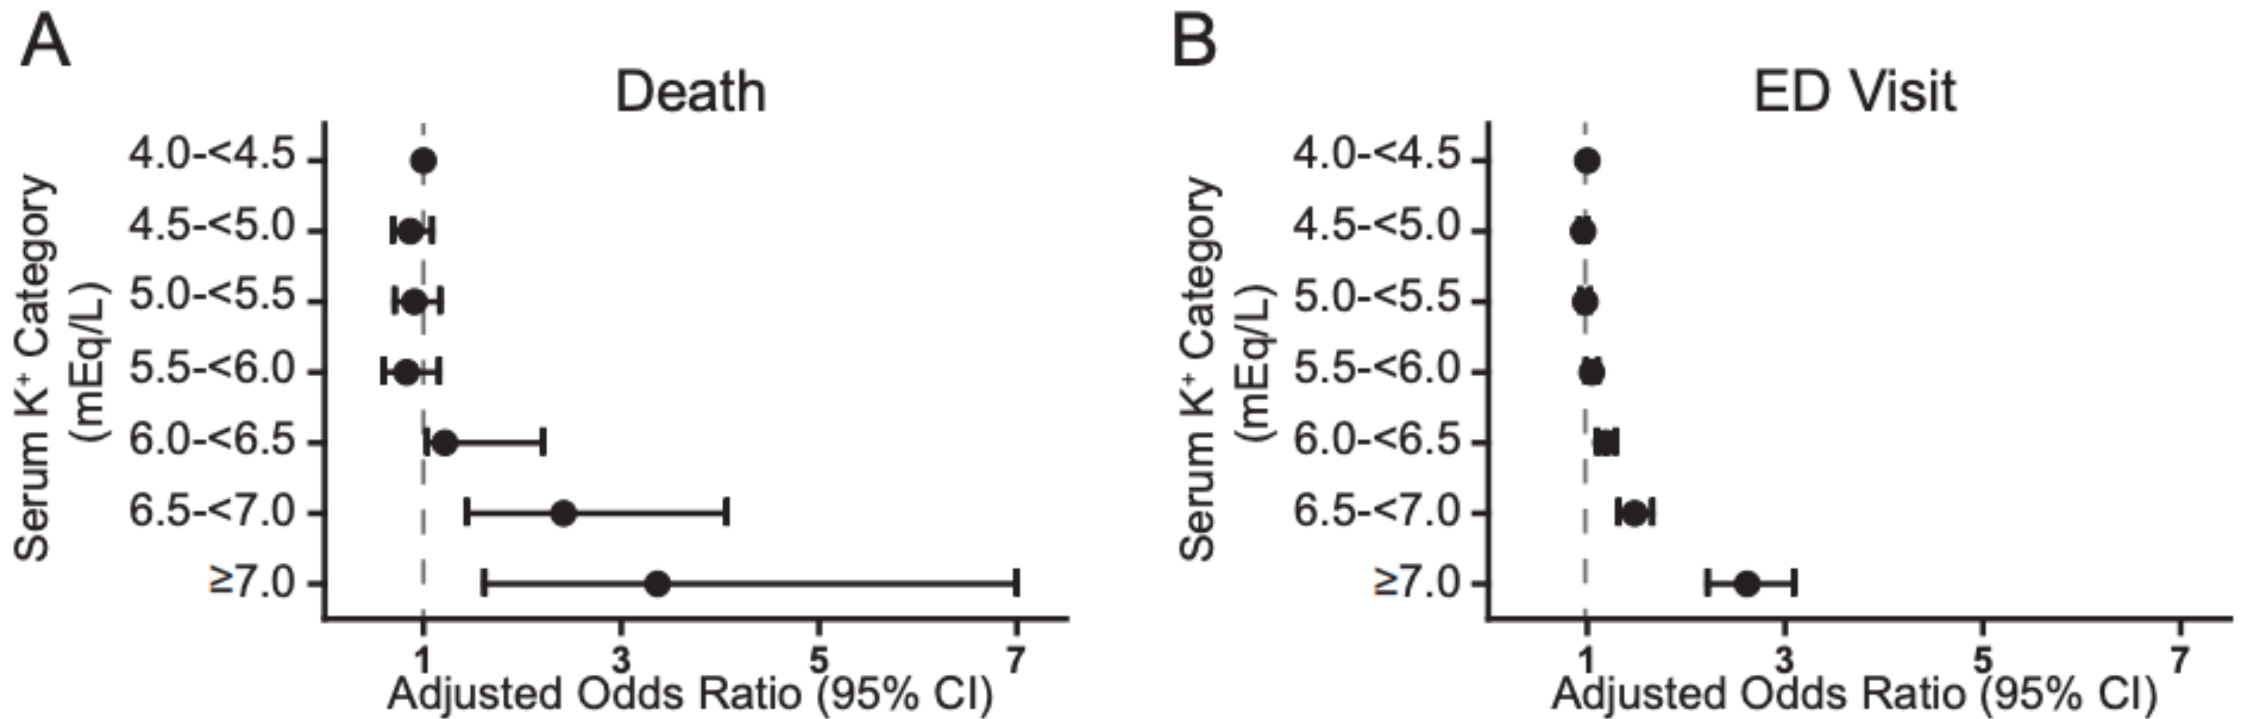 A
Death
Serum K⁺ Category
(mEq/L)
4.0-<4.5
4.5-<5.0
5.0-<5.5
5.5-<6.0
6.0-<6.5
6.5-<7.0
≥7.0
1 3 5 7
Adjusted Odds Ratio (95% CI)
B
ED Visit
Serum K⁺ Category
(mEq/L)
4.0-<4.5
4.5-<5.0
5.0-<5.5
5.5-<6.0
6.0-<6.5
6.5-<7.0
≥7.0
1 3 5 7
Adjusted Odds Ratio (95% CI)